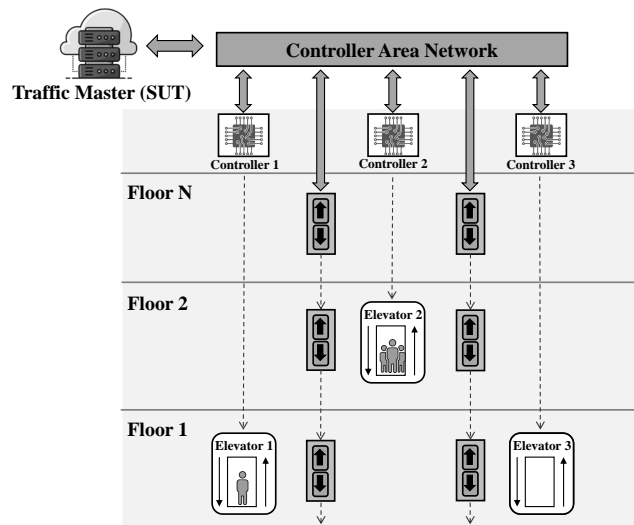 Controller Area Network
Traffic Master (SUT)
Controller 1
Controller 2
Controller 3
Floor N
Floor 2
Elevator 2
Floor 1
Elevator 1
Elevator 3